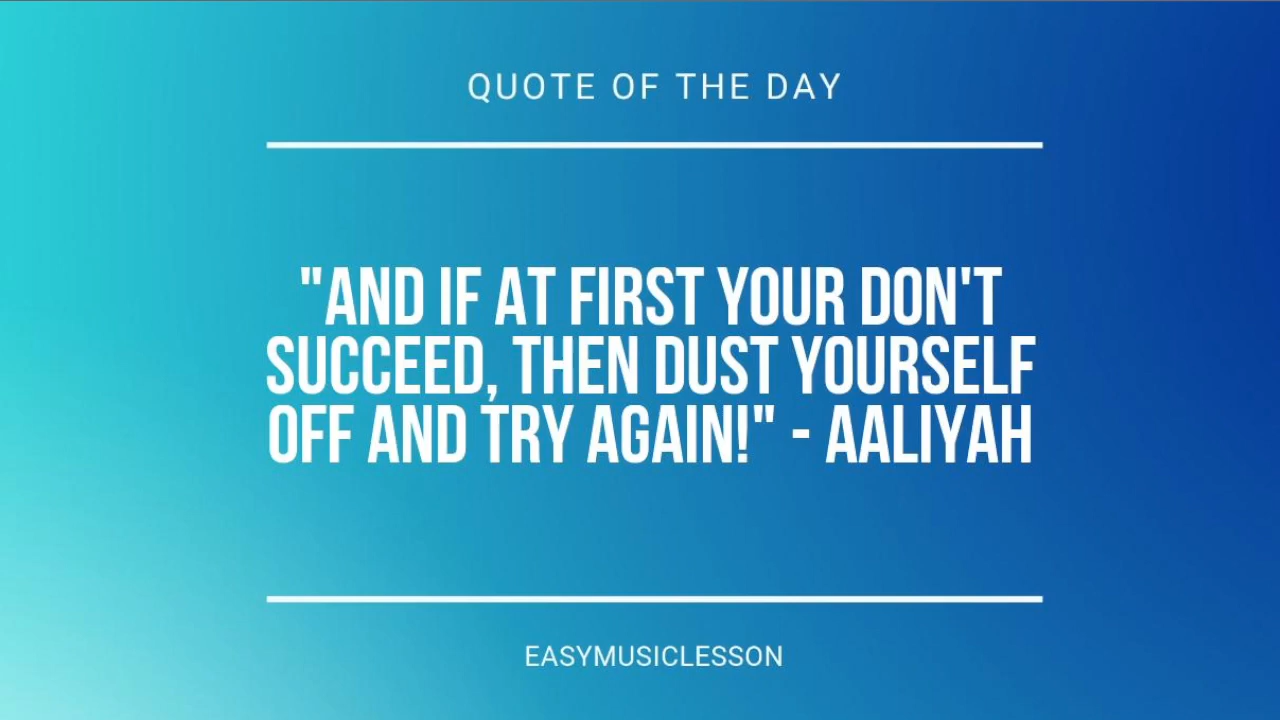 QUOTE OF THE DAY
"AND IF AT FIRST YOUR DON'T
SUCCEED, THEN DUST YOURSELF
OFF AND TRY AGAIN!" - AALIYAH
EASYMUSICLESSON